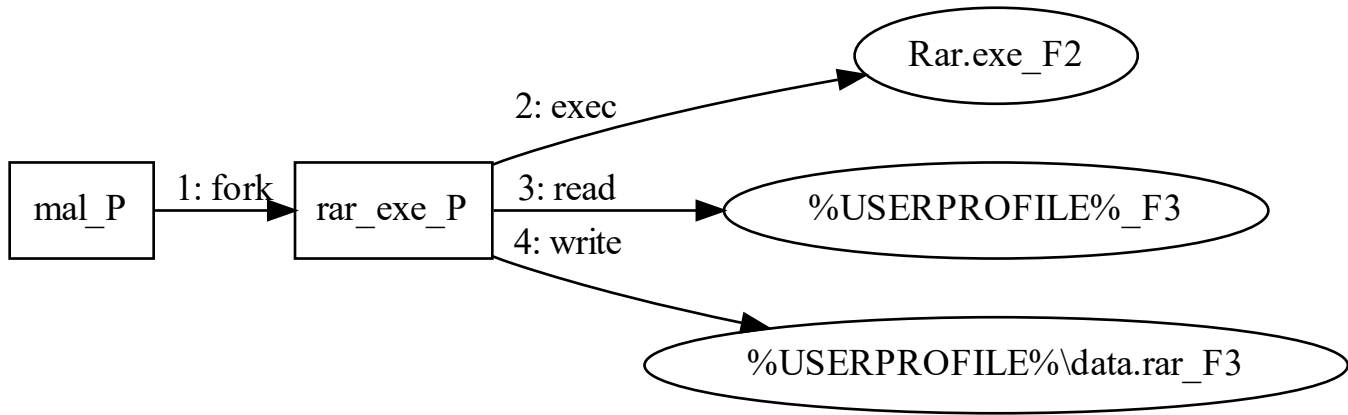 Rar.exe_F2
2: exec
mal_P
1: fork
rar_exe_P
3: read
%USERPROFILE%_F3
4: write
%USERPROFILE%\data.rar_F3